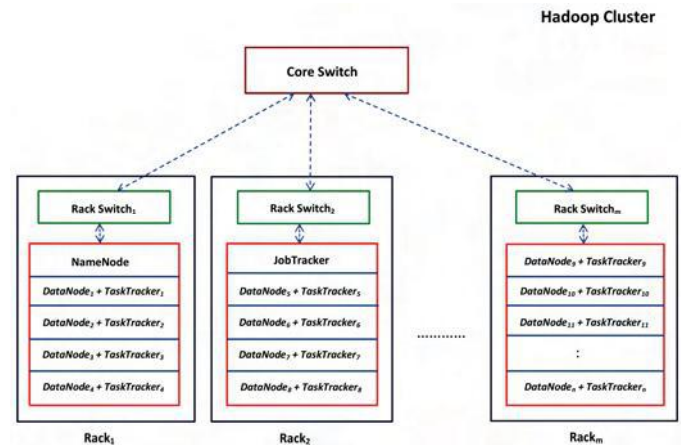 Hadoop Cluster
Core Switch
Rack Switch₁
NameNode
DataNode₁ + TaskTracker₁
DataNode₂ + TaskTracker₂
DataNode₃ + TaskTracker₃
DataNode₄ + TaskTracker₄
Rack₁
Rack Switch₂
JobTracker
DataNode₅ + TaskTracker₅
DataNode₆ + TaskTracker₆
DataNode₇ + TaskTracker₇
DataNode₈ + TaskTracker₈
Rack₂
............
Rack Switchₘ
DataNode₉ + TaskTracker₉
DataNode₁₀ + TaskTracker₁₀
DataNode₁₁ + TaskTracker₁₁
:
DataNodeₙ + TaskTrackerₙ
Rackₘ